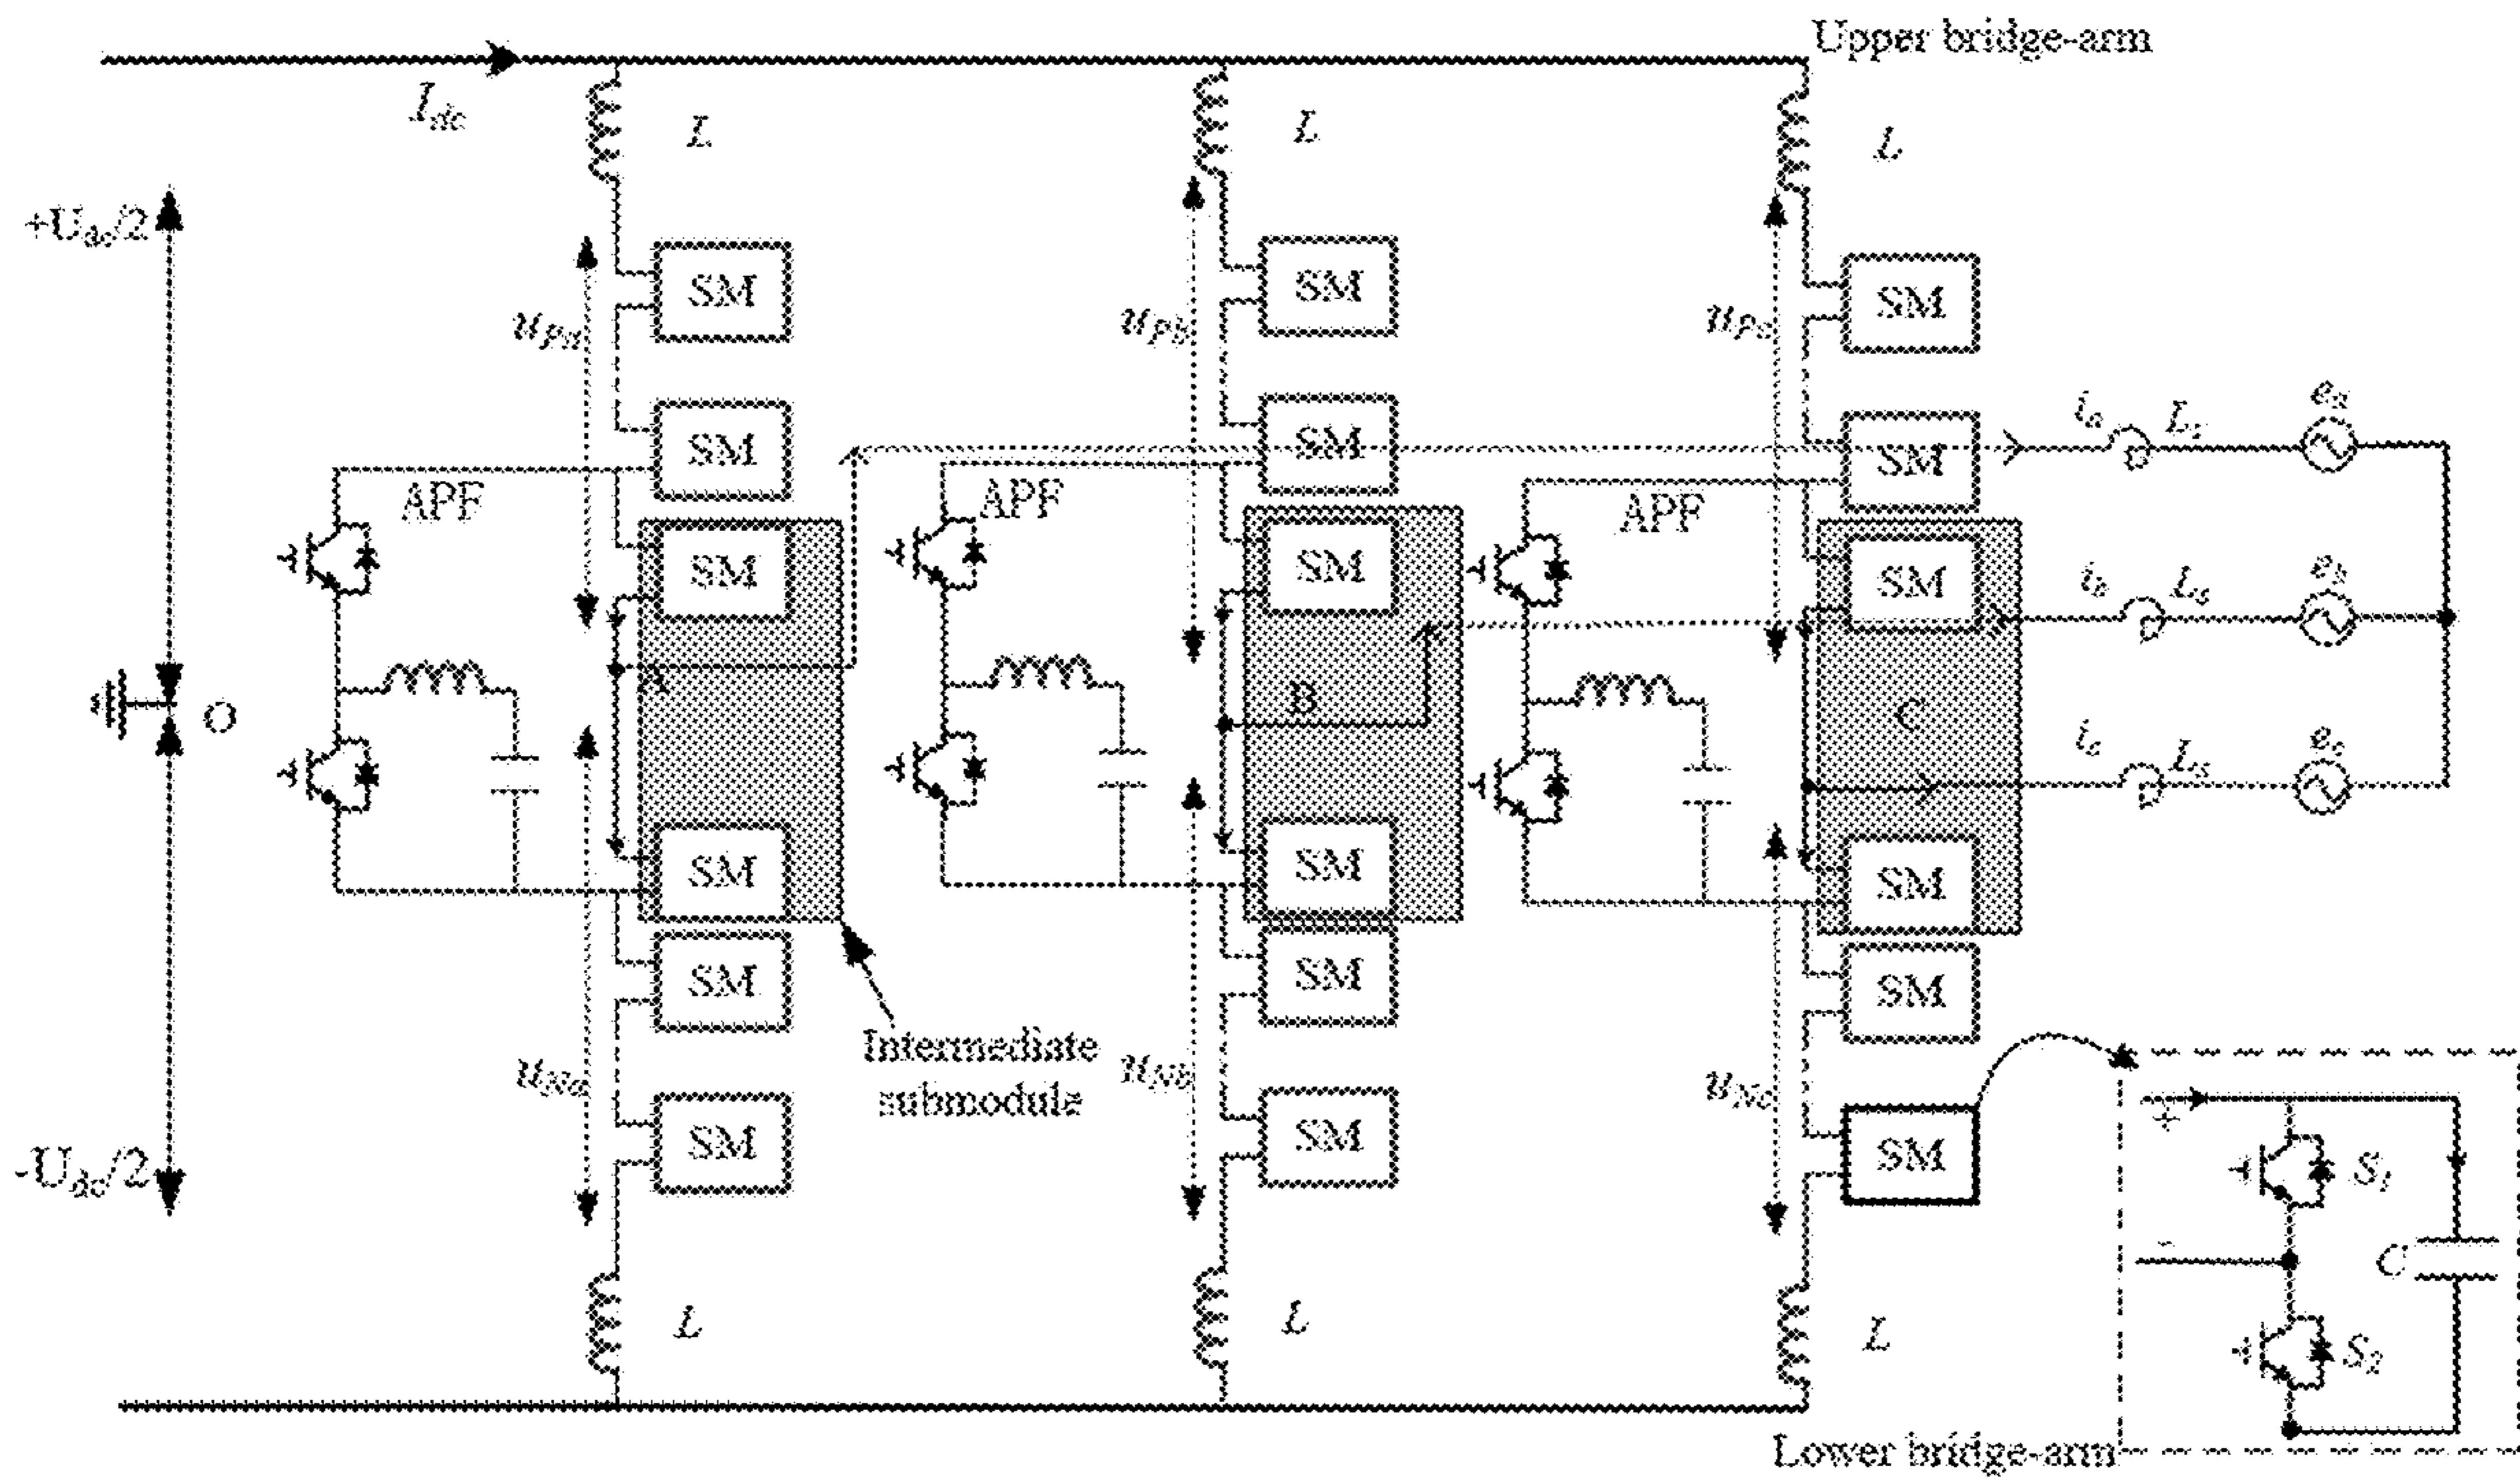 Upper bridge-arm
I_dc
L
L
L
+U_dc/2
SM
SM
SM
u_Pa
u_Pb
u_Pc
SM
SM
SM
i_a
L_s
e_a
APF
APF
APF
SM
SM
SM
i_b
L_s
e_b
A
B
C
O
i_c
L_s
e_c
SM
SM
SM
SM
SM
SM
Intermediate
submodule
u_Na
u_Nb
u_Nc
-U_dc/2
SM
SM
SM
+
S_1
-
C
S_2
L
L
L
Lower bridge-arm